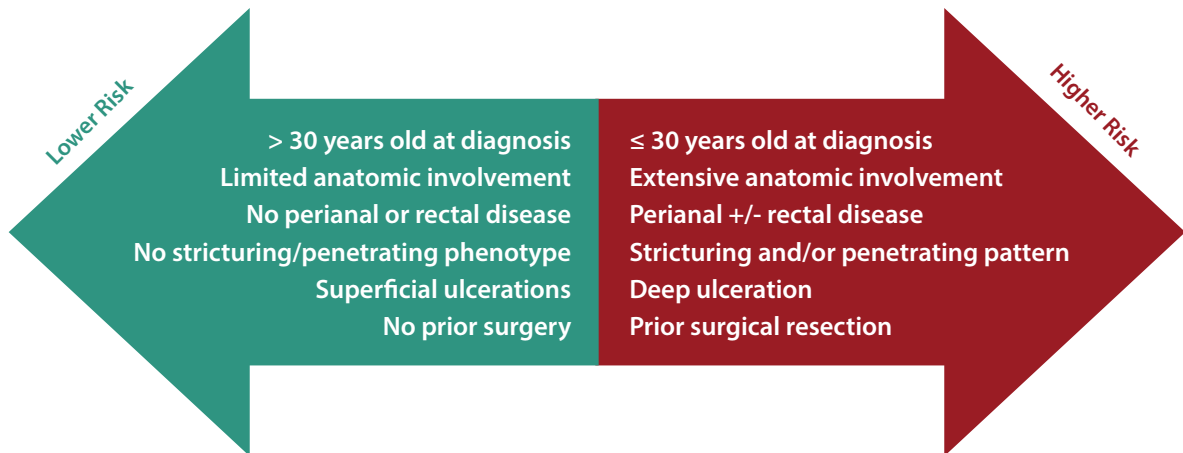 Lower Risk
> 30 years old at diagnosis
Limited anatomic involvement
No perianal or rectal disease
No stricturing/penetrating phenotype
Superficial ulcerations
No prior surgery
Higher Risk
≤ 30 years old at diagnosis
Extensive anatomic involvement
Perianal +/- rectal disease
Stricturing and/or penetrating pattern
Deep ulceration
Prior surgical resection